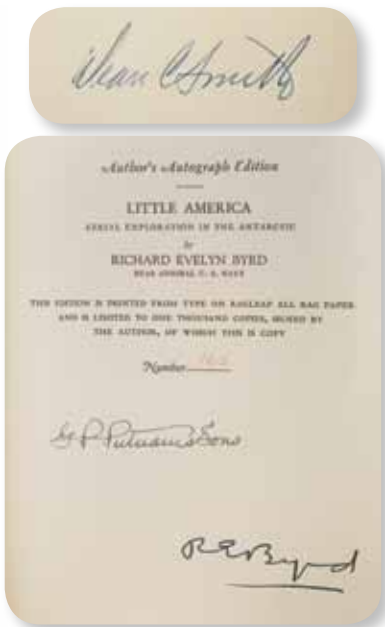 Dean C Smith
Author's Autograph Edition
LITTLE AMERICA
AERIAL EXPLORATION IN THE ANTARCTIC
by
RICHARD EVELYN BYRD
REAR ADMIRAL U. S. NAVY
THIS EDITION IS PRINTED FROM TYPE ON RAGLEAF ALL RAG PAPER
AND IS LIMITED TO ONE THOUSAND COPIES, SIGNED BY
THE AUTHOR, OF WHICH THIS IS COPY
Number
G. P. Putnam's Sons
R E Byrd